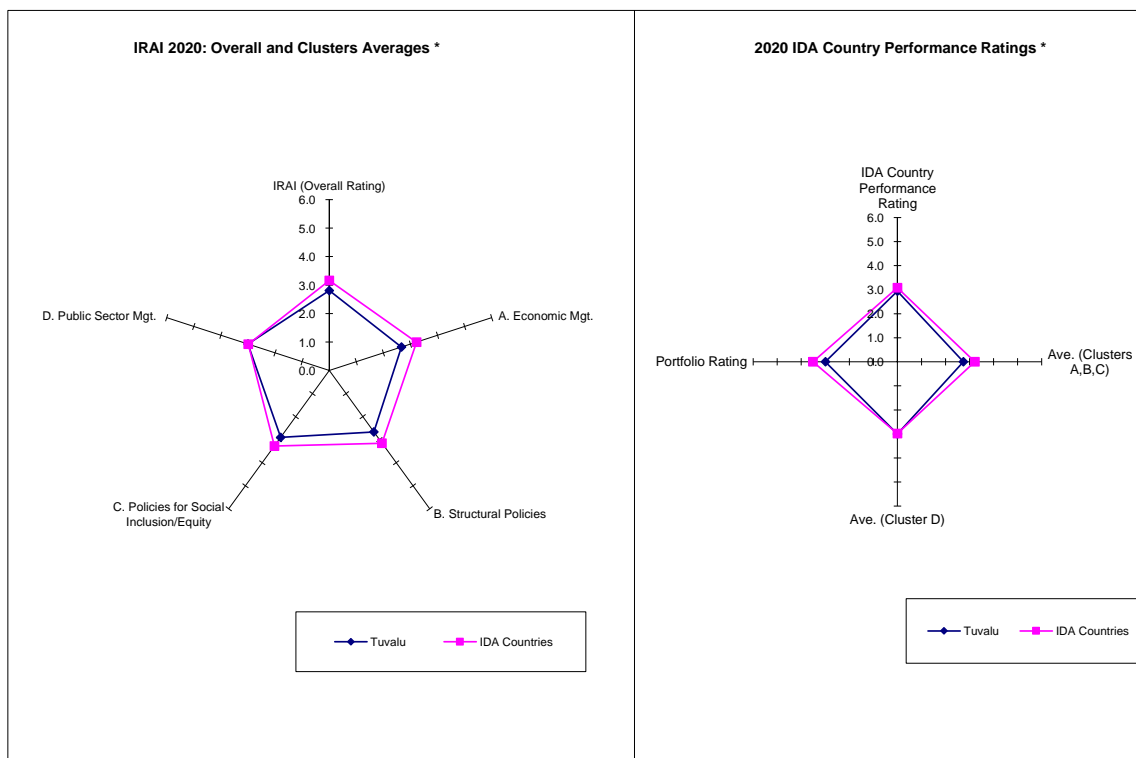 IRAI 2020: Overall and Clusters Averages *
IRAI (Overall Rating)
6.0
5.0
4.0
3.0
2.0
1.0
0.0
A. Economic Mgt.
B. Structural Policies
C. Policies for Social
Inclusion/Equity
D. Public Sector Mgt.
Tuvalu
IDA Countries
2020 IDA Country Performance Ratings *
IDA Country
Performance
Rating
6.0
5.0
4.0
3.0
2.0
1.0
0.0
Ave. (Clusters
A,B,C)
Ave. (Cluster D)
Portfolio Rating
Tuvalu
IDA Countries